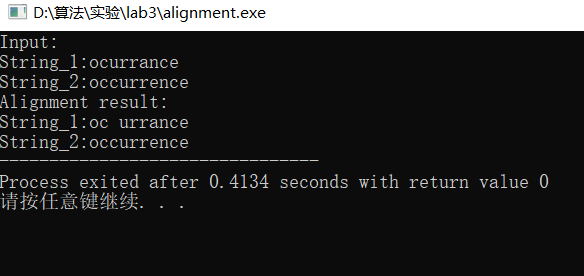 D:\算法\实验\lab3\alignment.exe
Input:
String_1:ocurrance
String_2:occurrence
Alignment result:
String_1:oc urrance
String_2:occurrence
--------------------------------
Process exited after 0.4134 seconds with return value 0
请按任意键继续. . .